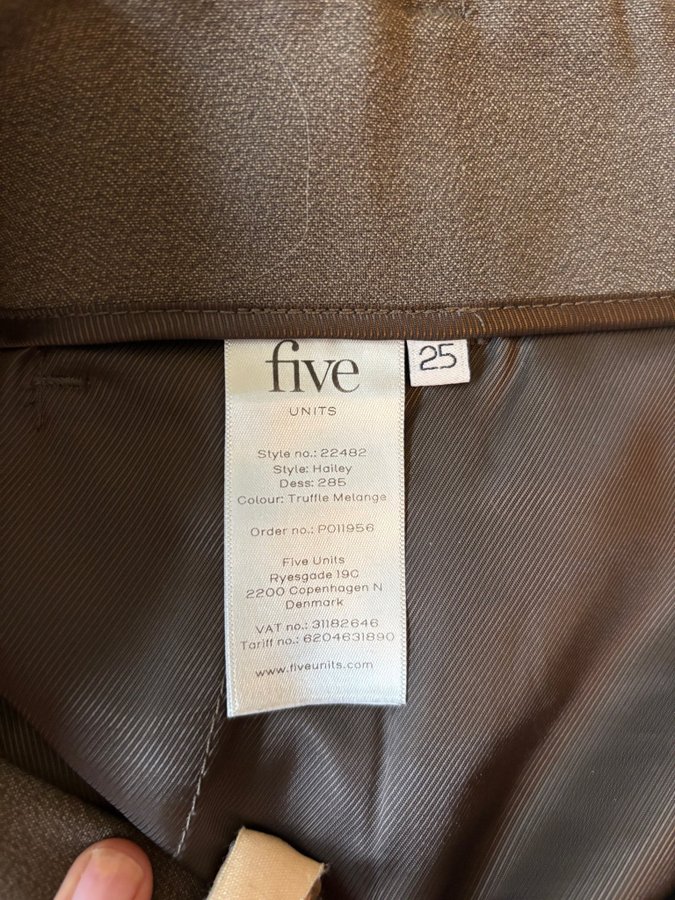 five
UNITS
25
Style no.: 22482
Style: Hailey
Dess: 285
Colour: Truffle Melange
Order no.: PO11956
Five Units
Ryesgade 19C
2200 Copenhagen N
Denmark
VAT no.: 31182646
Tariff no.: 6204631890
www.fiveunits.com